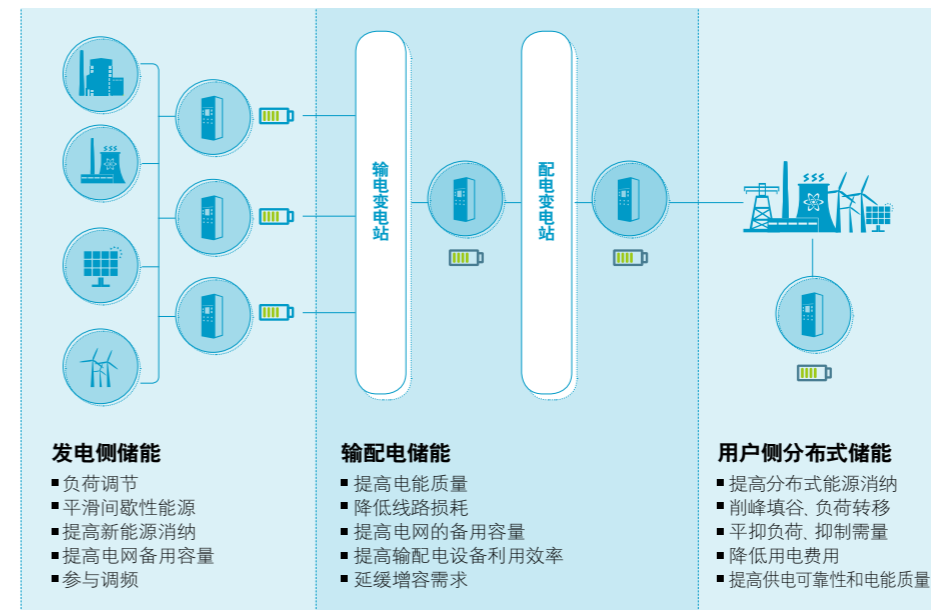 输电变电站
配电变电站
发电侧储能
■负荷调节
■平滑间歇性能源
■提高新能源消纳
■提高电网备用容量
■参与调频
输配电储能
■提高电能质量
■降低线路损耗
■提高电网的备用容量
■提高输配电设备利用效率
■延缓增容需求
用户侧分布式储能
■提高分布式能源消纳
■削峰填谷、负荷转移
■平抑负荷、抑制需量
■降低用电费用
■提高供电可靠性和电能质量